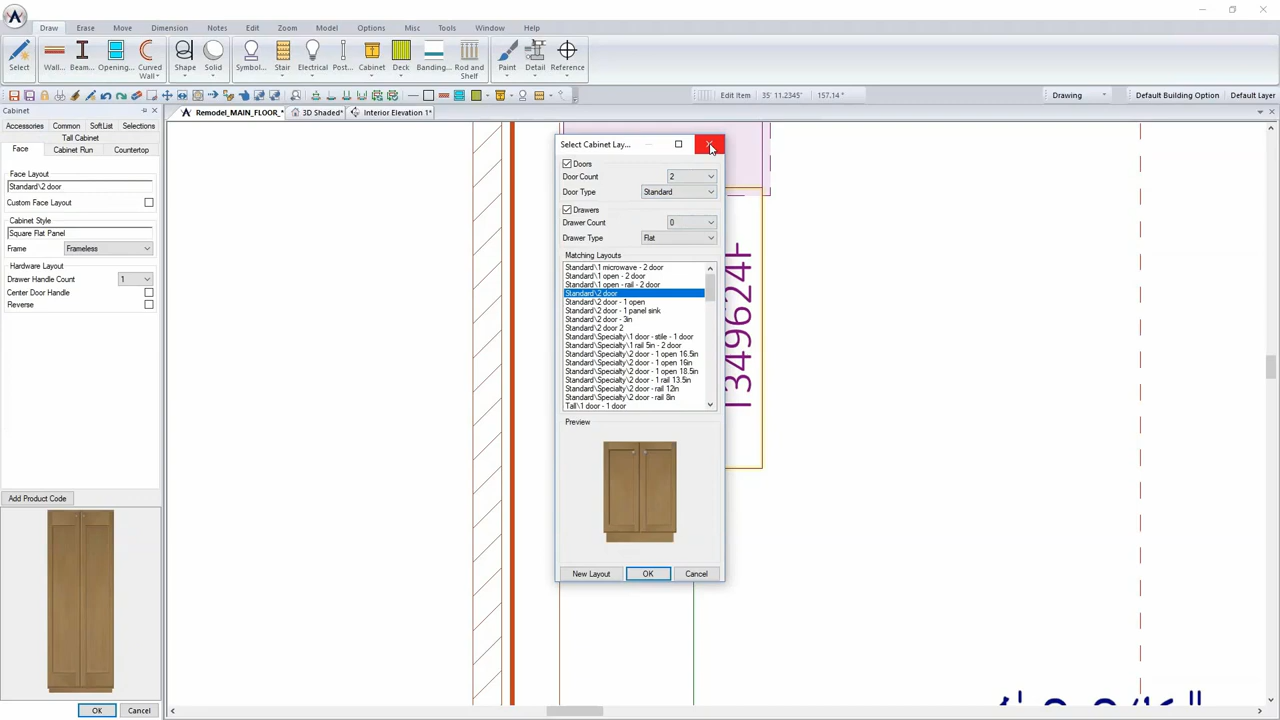 Draw Erase Move Dimension Notes Edit Zoom Model Options Misc Tools Window Help
Select Wall... Beam... Opening... Curved Wall Shape Solid Symbol... Stair Electrical Post... Cabinet Deck Banding... Rod and Shelf Paint Detail Reference
Edit Item 35' 11.2345" 157.14 ° Drawing Default Building Option Default Layer
Cabinet
Remodel_MAIN_FLOOR_* 3D Shaded* Interior Elevation 1*
Accessories Common SoftList Selections
Tall Cabinet
Face Cabinet Run Countertop
Face Layout
Standard\2 door
Custom Face Layout
Cabinet Style
Square Flat Panel
Frame Frameless
Hardware Layout
Drawer Handle Count 1
Center Door Handle
Reverse
Add Product Code
OK Cancel
Select Cabinet Lay...
Doors
Door Count 2
Door Type Standard
Drawers
Drawer Count 0
Drawer Type Flat
Matching Layouts
Standard\1 microwave - 2 door
Standard\1 open - 2 door
Standard\1 open - rail - 2 door
Standard\2 door
Standard\2 door - 1 open
Standard\2 door - 1 panel sink
Standard\2 door - 3in
Standard\2 door 2
Standard\Specialty\1 door - stile - 1 door
Standard\Specialty\1 rail 5in - 2 door
Standard\Specialty\2 door - 1 open 16.5in
Standard\Specialty\2 door - 1 open 16in
Standard\Specialty\2 door - 1 open 18.5in
Standard\Specialty\2 door - 1 rail 13.5in
Standard\Specialty\2 door - rail 12in
Standard\Specialty\2 door - rail 8in
Tall\1 door - 1 door
Preview
New Layout OK Cancel